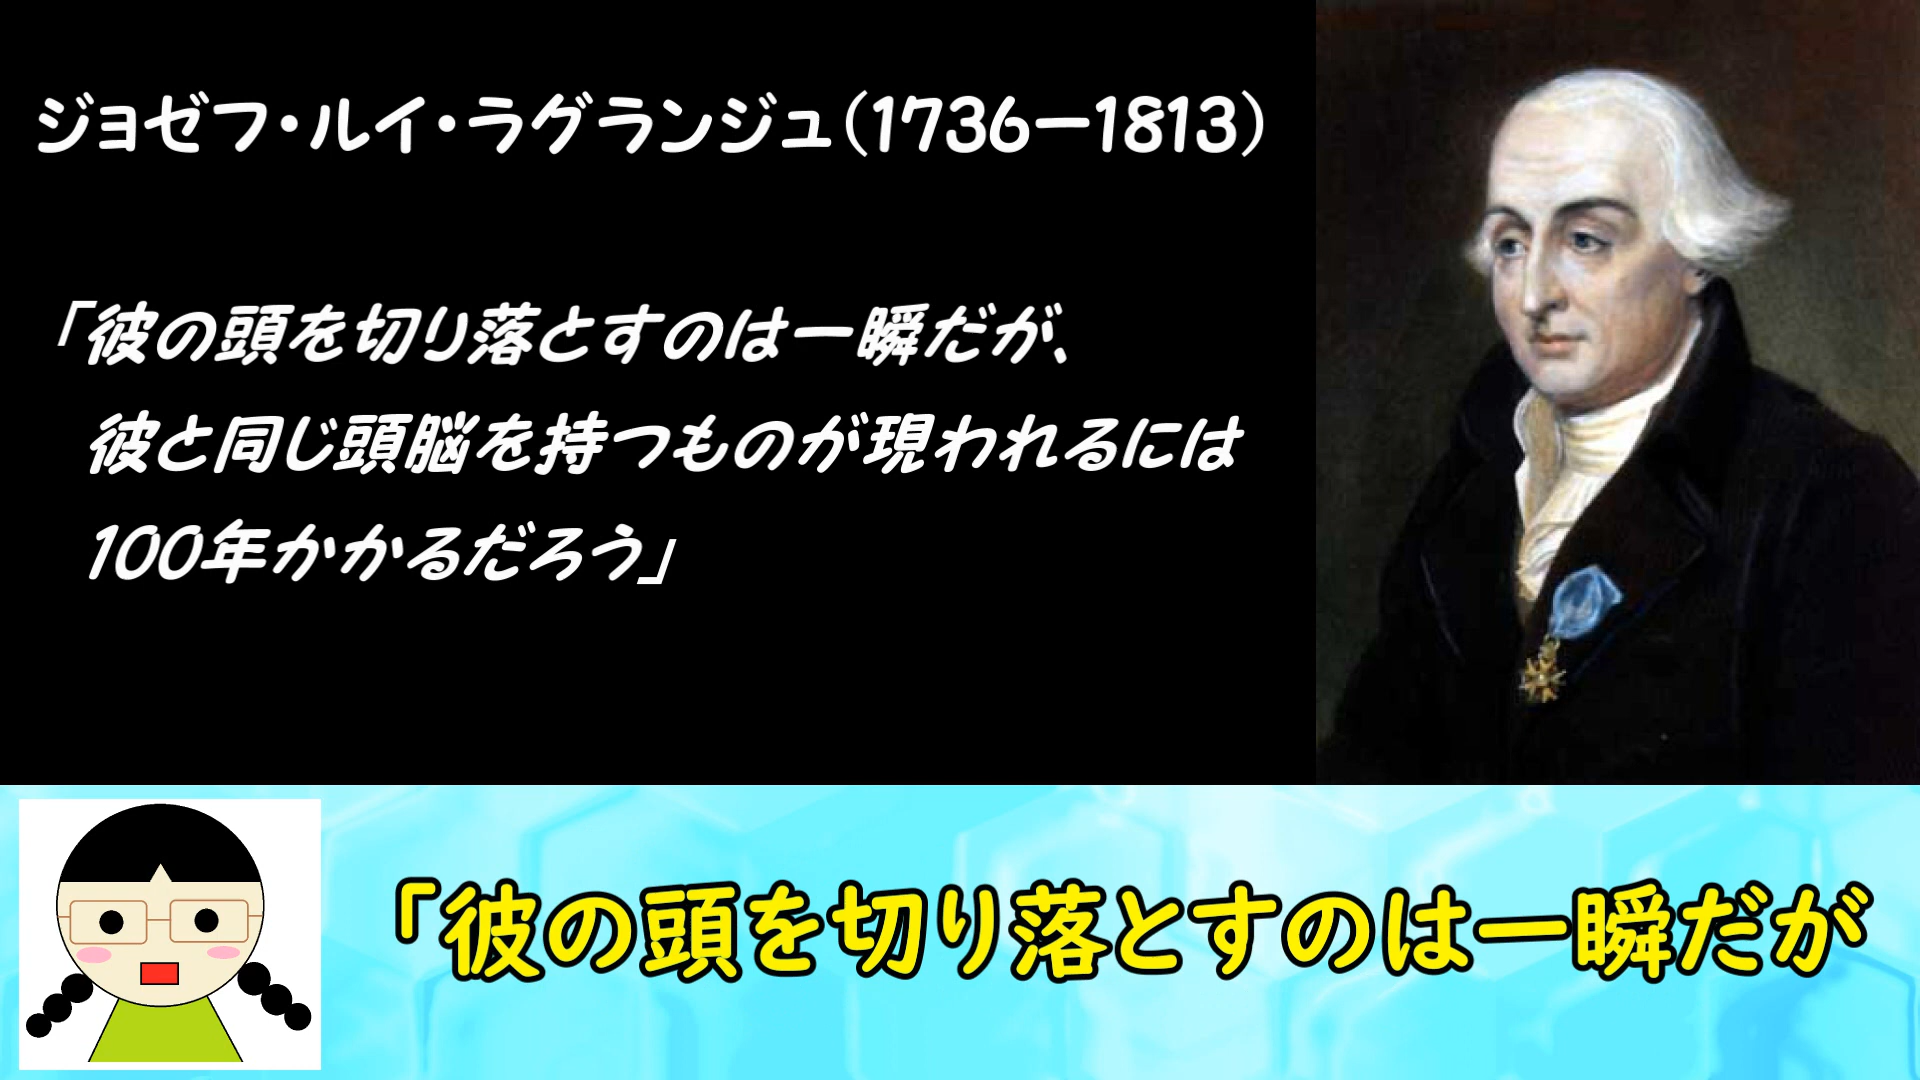 ジョゼフ・ルイ・ラグランジュ（1736ー1813）
「彼の頭を切り落とすのは一瞬だが、
彼と同じ頭脳を持つものが現われるには
100年かかるだろう」
「彼の頭を切り落とすのは一瞬だが